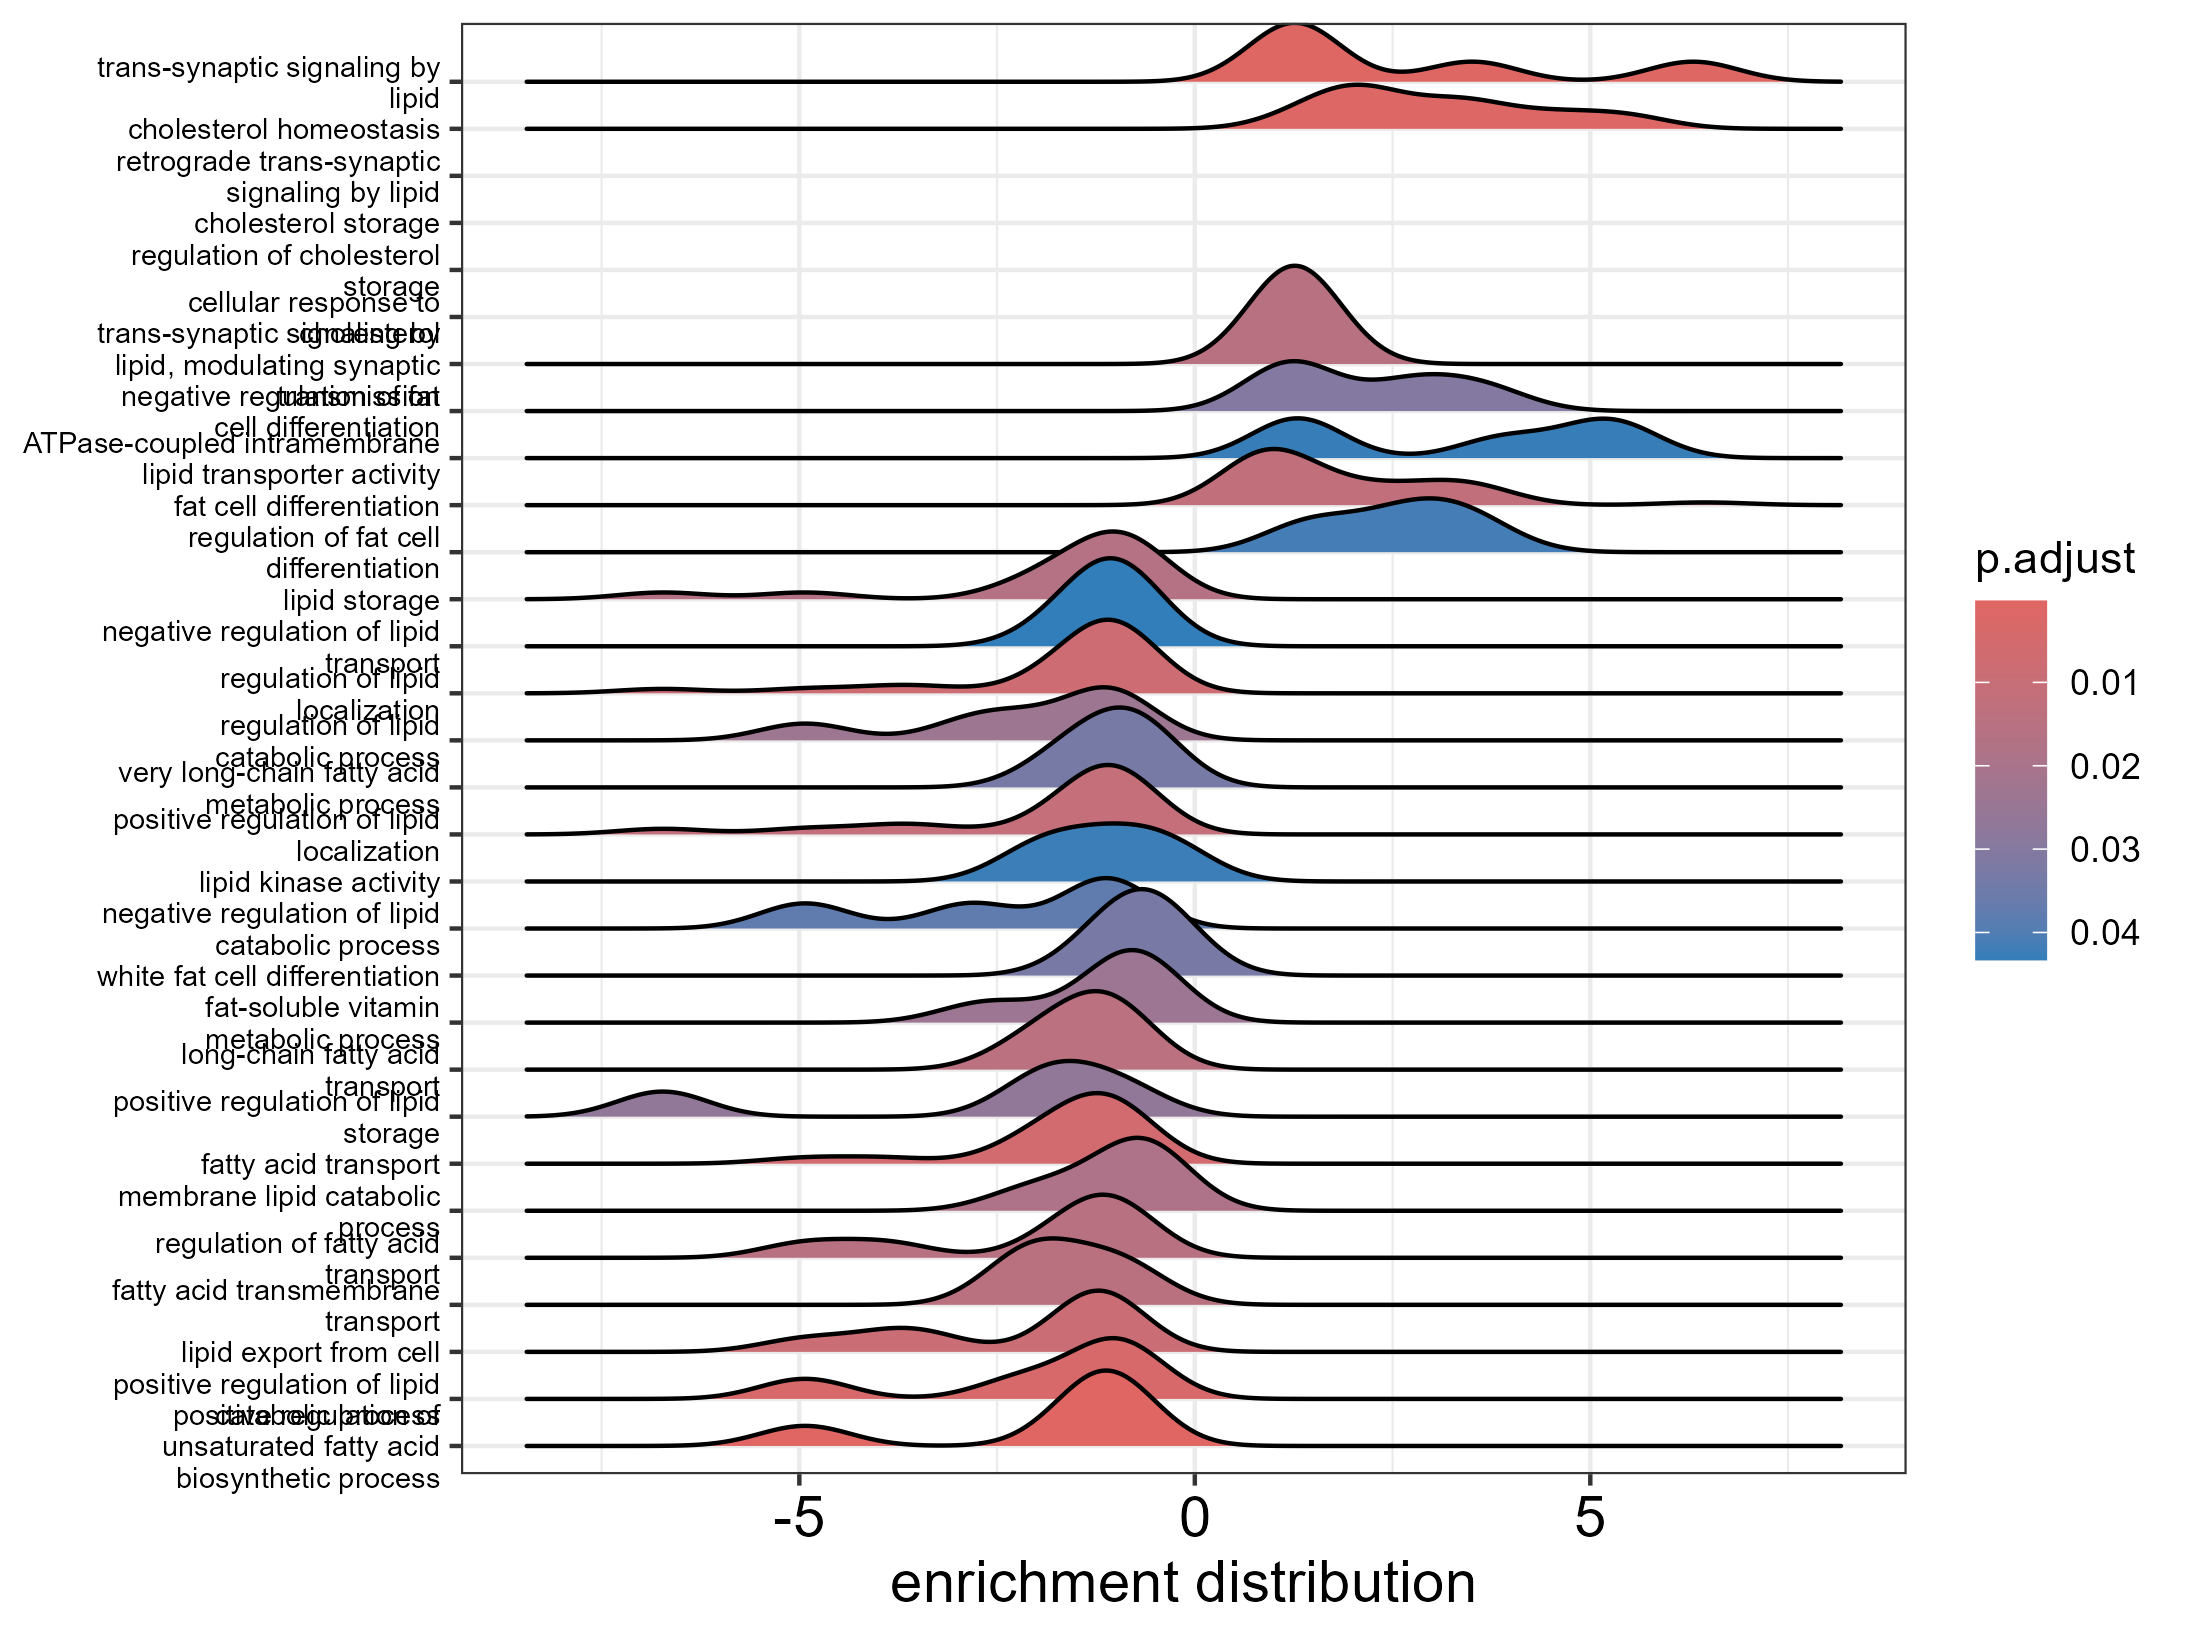 trans-synaptic signaling by
lipid
cholesterol homeostasis
retrograde trans-synaptic
signaling by lipid
cholesterol storage
regulation of cholesterol
storage
cellular response to
cholesterol
trans-synaptic signaling by
lipid, modulating synaptic
transmission
negative regulation of fat
cell differentiation
ATPase-coupled intramembrane
lipid transporter activity
fat cell differentiation
regulation of fat cell
differentiation
lipid storage
negative regulation of lipid
transport
regulation of lipid
localization
regulation of lipid
catabolic process
very long-chain fatty acid
metabolic process
positive regulation of lipid
localization
lipid kinase activity
negative regulation of lipid
catabolic process
white fat cell differentiation
fat-soluble vitamin
metabolic process
long-chain fatty acid
transport
positive regulation of lipid
storage
fatty acid transport
membrane lipid catabolic
process
regulation of fatty acid
transport
fatty acid transmembrane
transport
lipid export from cell
positive regulation of lipid
catabolic process
positive regulation of
unsaturated fatty acid
biosynthetic process
-5
0
5
enrichment distribution
p.adjust
0.01
0.02
0.03
0.04